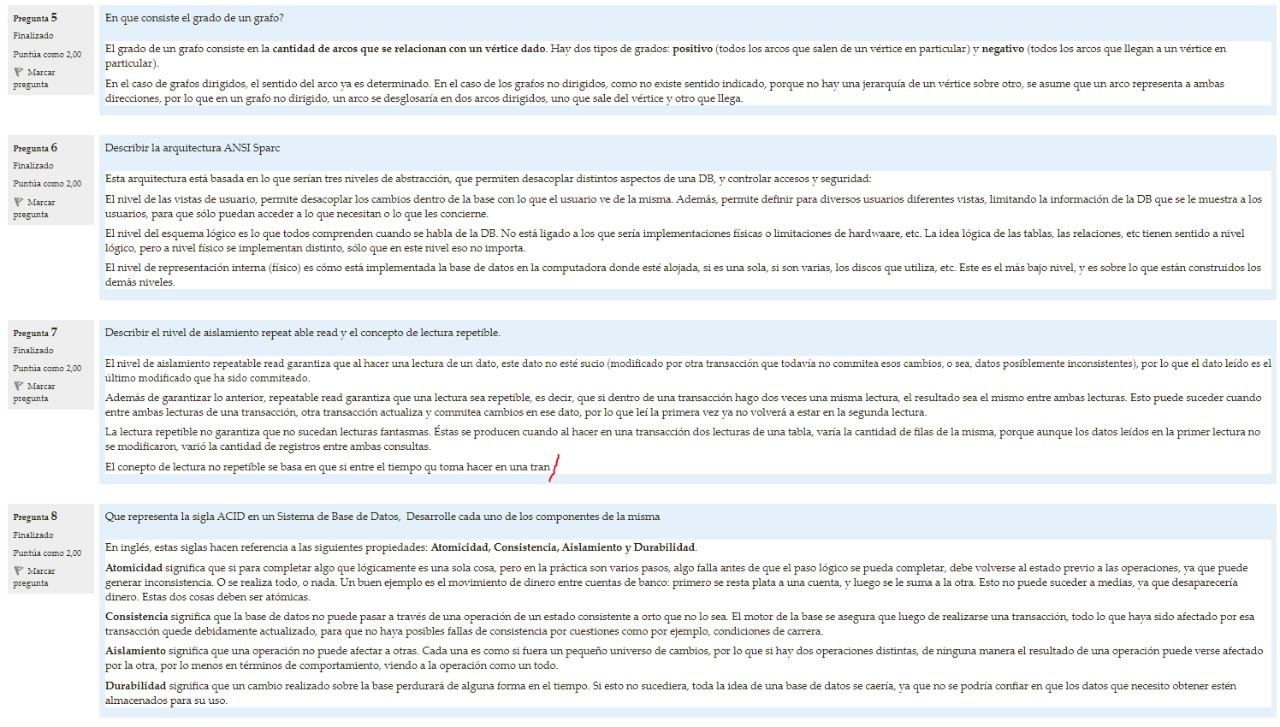 Pregunta 5
Finalizado
Puntúa como 2,00
Marcar
pregunta
En que consiste el grado de un grafo?
El grado de un grafo consiste en la cantidad de arcos que se relacionan con un vértice dado. Hay dos tipos de grados: positivo (todos los arcos que salen de un vértice en particular) y negativo (todos los arcos que llegan a un vértice en
particular).
En el caso de grafos dirigidos, el sentido del arco ya es determinado. En el caso de los grafos no dirigidos, como no existe sentido indicado, porque no hay una jerarquía de un vértice sobre otro, se asume que un arco representa a ambas
direcciones, por lo que en un grafo no dirigido, un arco se desglosaría en dos arcos dirigidos, uno que sale del vértice y otro que llega.
Pregunta 6
Finalizado
Puntúa como 2,00
Marcar
pregunta
Describir la arquitectura ANSI Sparc
Esta arquitectura está basada en lo que serían tres niveles de abstracción, que permiten desacoplar distintos aspectos de una DB, y controlar accesos y seguridad:
El nivel de las vistas de usuario, permite desacoplar los cambios dentro de la base con lo que el usuario ve de la misma. Además, permite definir para diversos usuarios diferentes vistas, limitando la información de la DB que se le muestra a los
usuarios, para que sólo puedan acceder a lo que necesitan o lo que les concierne.
El nivel del esquema lógico es lo que todos comprenden cuando se habla de la DB. No está ligado a los que sería implementaciones físicas o limitaciones de hardwaare, etc. La idea lógica de las tablas, las relaciones, etc tienen sentido a nivel
lógico, pero a nivel físico se implementan distinto, sólo que en este nivel eso no importa.
El nivel de representación interna (físico) es cómo está implementada la base de datos en la computadora donde esté alojada, si es una sola, si son varias, los discos que utiliza, etc. Este es el más bajo nivel, y es sobre lo que están construidos los
demás niveles.
Pregunta 7
Finalizado
Puntúa como 2,00
Marcar
pregunta
Describir el nivel de aislamiento repeat able read y el concepto de lectura repetible.
El nivel de aislamiento repeatable read garantiza que al hacer una lectura de un dato, este dato no esté sucio (modificado por otra transacción que todavía no commitea esos cambios, o sea, datos posiblemente inconsistentes), por lo que el dato leído es el
último modificado que ha sido commiteado.
Además de garantizar lo anterior, repeatable read garantiza que una lectura sea repetible, es decir, que si dentro de una transacción hago dos veces una misma lectura, el resultado sea el mismo entre ambas lecturas. Esto puede suceder cuando
entre ambas lecturas de una transacción, otra transacción actualiza y commitea cambios en ese dato, por lo que leí la primera vez ya no volverá a estar en la segunda lectura.
La lectura repetible no garantiza que no sucedan lecturas fantasmas. Éstas se producen cuando al hacer en una transacción dos lecturas de una tabla, varía la cantidad de filas de la misma, porque aunque los datos leídos en la primer lectura no
se modificaron, varió la cantidad de registros entre ambas consultas.
El conepto de lectura no repetible se basa en que si entre el tiempo qu toma hacer en una tran
Pregunta 8
Finalizado
Puntúa como 2,00
Marcar
pregunta
Que representa la sigla ACID en un Sistema de Base de Datos, Desarrolle cada uno de los componentes de la misma
En inglés, estas siglas hacen referencia a las siguientes propiedades: Atomicidad, Consistencia, Aislamiento y Durabilidad.
Atomicidad significa que si para completar algo que lógicamente es una sola cosa, pero en la práctica son varios pasos, algo falla antes de que el paso lógico se pueda completar, debe volverse al estado previo a las operaciones, ya que puede
generar inconsistencia. O se realiza todo, o nada. Un buen ejemplo es el movimiento de dinero entre cuentas de banco: primero se resta plata a una cuenta, y luego se le suma a la otra. Esto no puede suceder a medias, ya que desaparecería
dinero. Estas dos cosas deben ser atómicas.
Consistencia significa que la base de datos no puede pasar a través de una operación de un estado consistente a orto que no lo sea. El motor de la base se asegura que luego de realizarse una transacción, todo lo que haya sido afectado por esa
transacción quede debidamente actualizado, para que no haya posibles fallas de consistencia por cuestiones como por ejemplo, condiciones de carrera.
Aislamiento significa que una operación no puede afectar a otras. Cada una es como si fuera un pequeño universo de cambios, por lo que si hay dos operaciones distintas, de ninguna manera el resultado de una operación puede verse afectado
por la otra, por lo menos en términos de comportamiento, viendo a la operación como un todo.
Durabilidad significa que un cambio realizado sobre la base perdurará de alguna forma en el tiempo. Si esto no sucediera, toda la idea de una base de datos se caería, ya que no se podría confiar en que los datos que necesito obtener estén
almacenados para su uso.